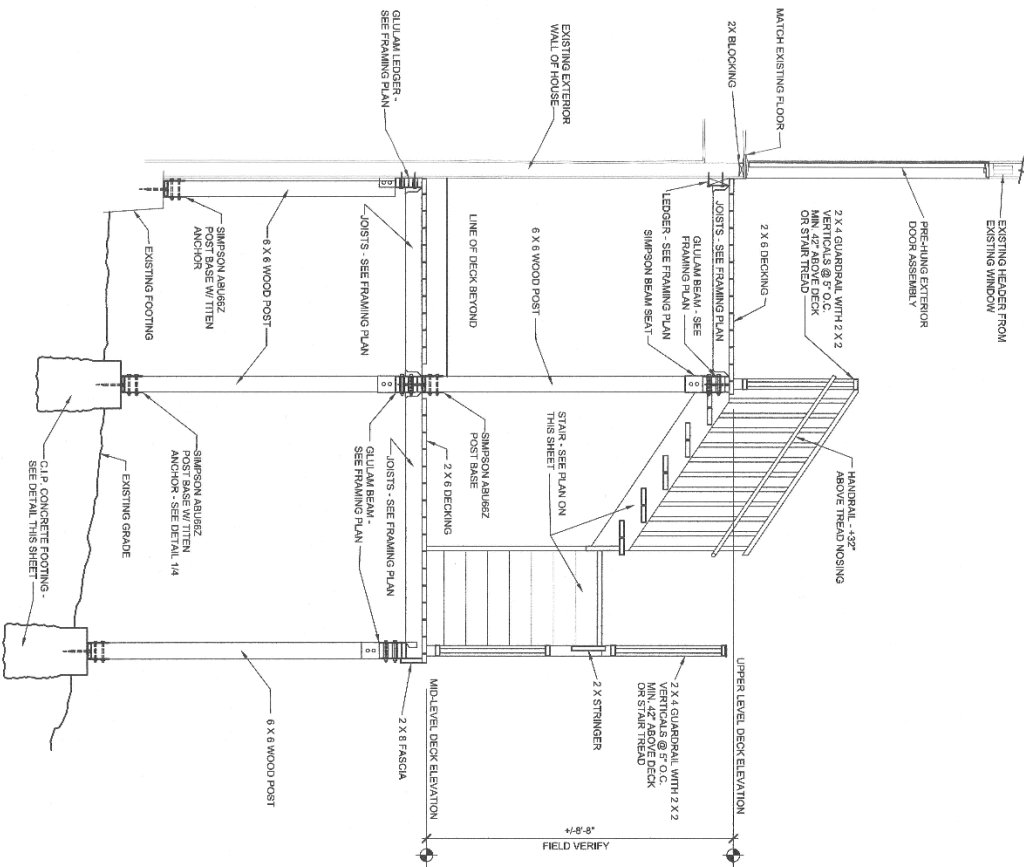 EXISTING HEADER FROM
EXISTING WINDOW
PRE-HUNG EXTERIOR
DOOR ASSEMBLY
2 X 4 GUARDRAIL WITH 2 X 2
VERTICALS @ 5" O.C.
MIN. 42" ABOVE DECK
OR STAIR TREAD
HANDRAIL - +32"
ABOVE TREAD NOSING
MATCH EXISTING FLOOR
2X BLOCKING
2 X 6 DECKING
JOISTS - SEE FRAMING PLAN
GLULAM BEAM - SEE
FRAMING PLAN
LEDGER - SEE FRAMING PLAN
SIMPSON BEAM SEAT
UPPER LEVEL DECK ELEVATION
2 X 4 GUARDRAIL WITH 2 X 2
VERTICALS @ 5" O.C.
MIN. 42" ABOVE DECK
OR STAIR TREAD
2 X STRINGER
+/-8'-8"
FIELD VERIFY
EXISTING EXTERIOR
WALL OF HOUSE
6 X 6 WOOD POST
STAIR - SEE PLAN ON
THIS SHEET
LINE OF DECK BEYOND
SIMPSON ABU66Z
POST BASE
2 X 6 DECKING
MID-LEVEL DECK ELEVATION
GLULAM LEDGER -
SEE FRAMING PLAN
JOISTS - SEE FRAMING PLAN
JOISTS - SEE FRAMING PLAN
GLULAM BEAM -
SEE FRAMING PLAN
2 X 8 FASCIA
6 X 6 WOOD POST
6 X 6 WOOD POST
SIMPSON ABU66Z
POST BASE W/ TITEN
ANCHOR
SIMPSON ABU66Z
POST BASE W/ TITEN
ANCHOR - SEE DETAIL 1/4
EXISTING FOOTING
EXISTING GRADE
C.I.P. CONCRETE FOOTING -
SEE DETAIL THIS SHEET